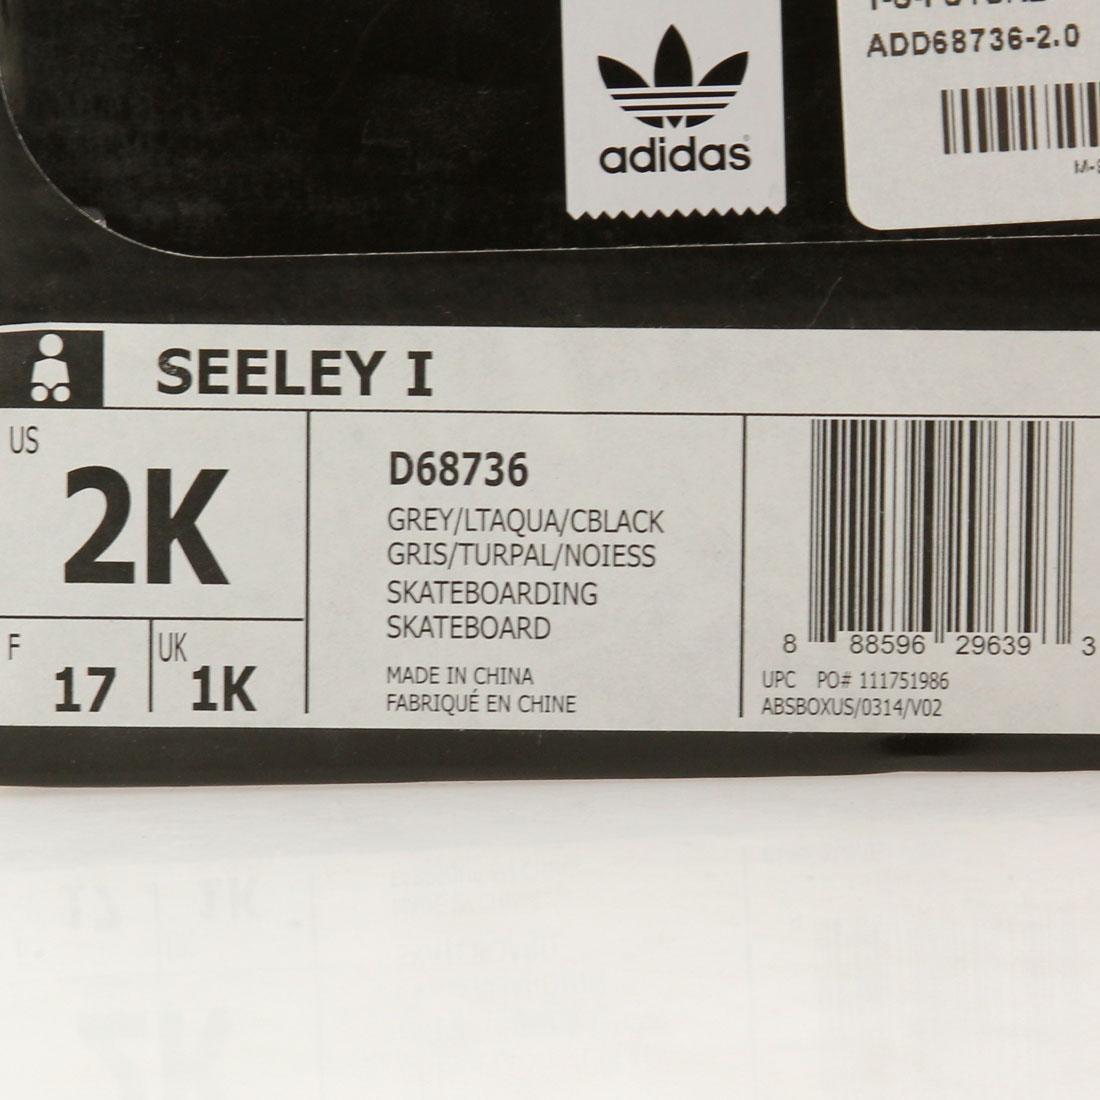 adidas
ADD68736-2.0
SEELEY I
US
2K
F
17
UK
1K
D68736
GREY/LTAQUA/CBLACK
GRIS/TURPAL/NOIESS
SKATEBOARDING
SKATEBOARD
MADE IN CHINA
FABRIQUÉ EN CHINE
8 88596 29639 3
UPC PO# 111751986
ABSBOXUS/0314/V02